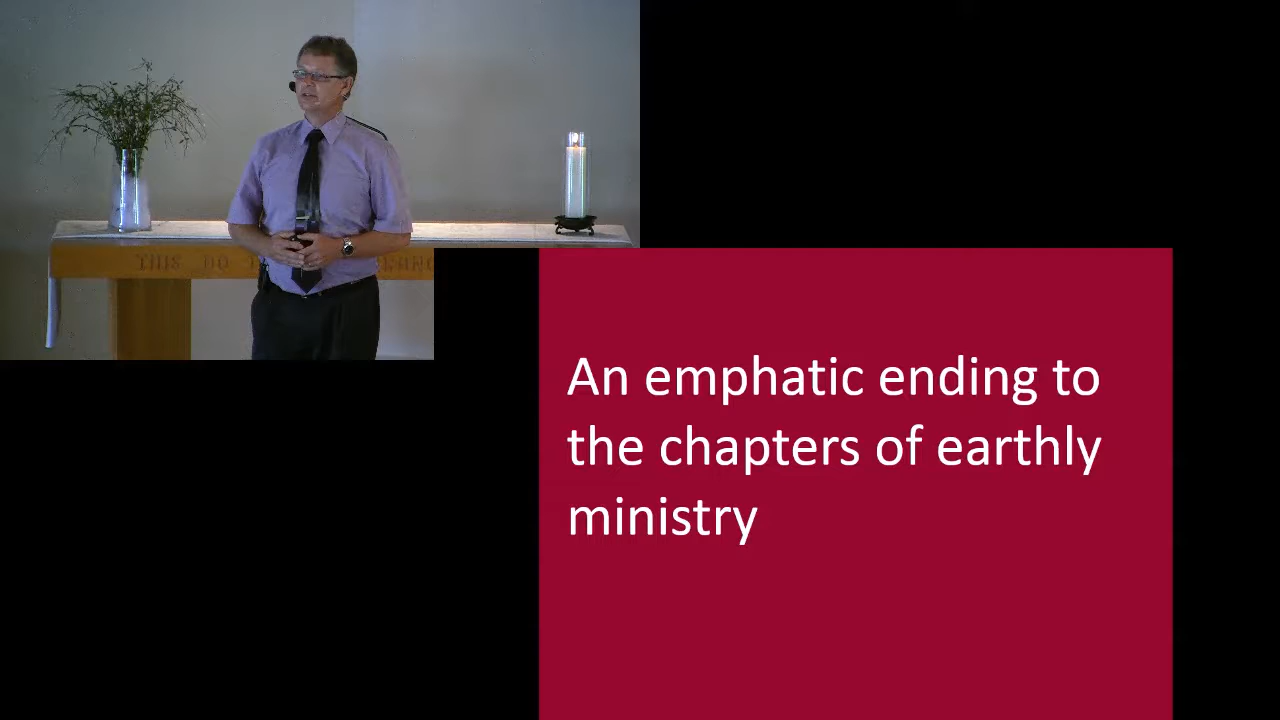 THIS DO
An emphatic ending to
the chapters of earthly
ministry